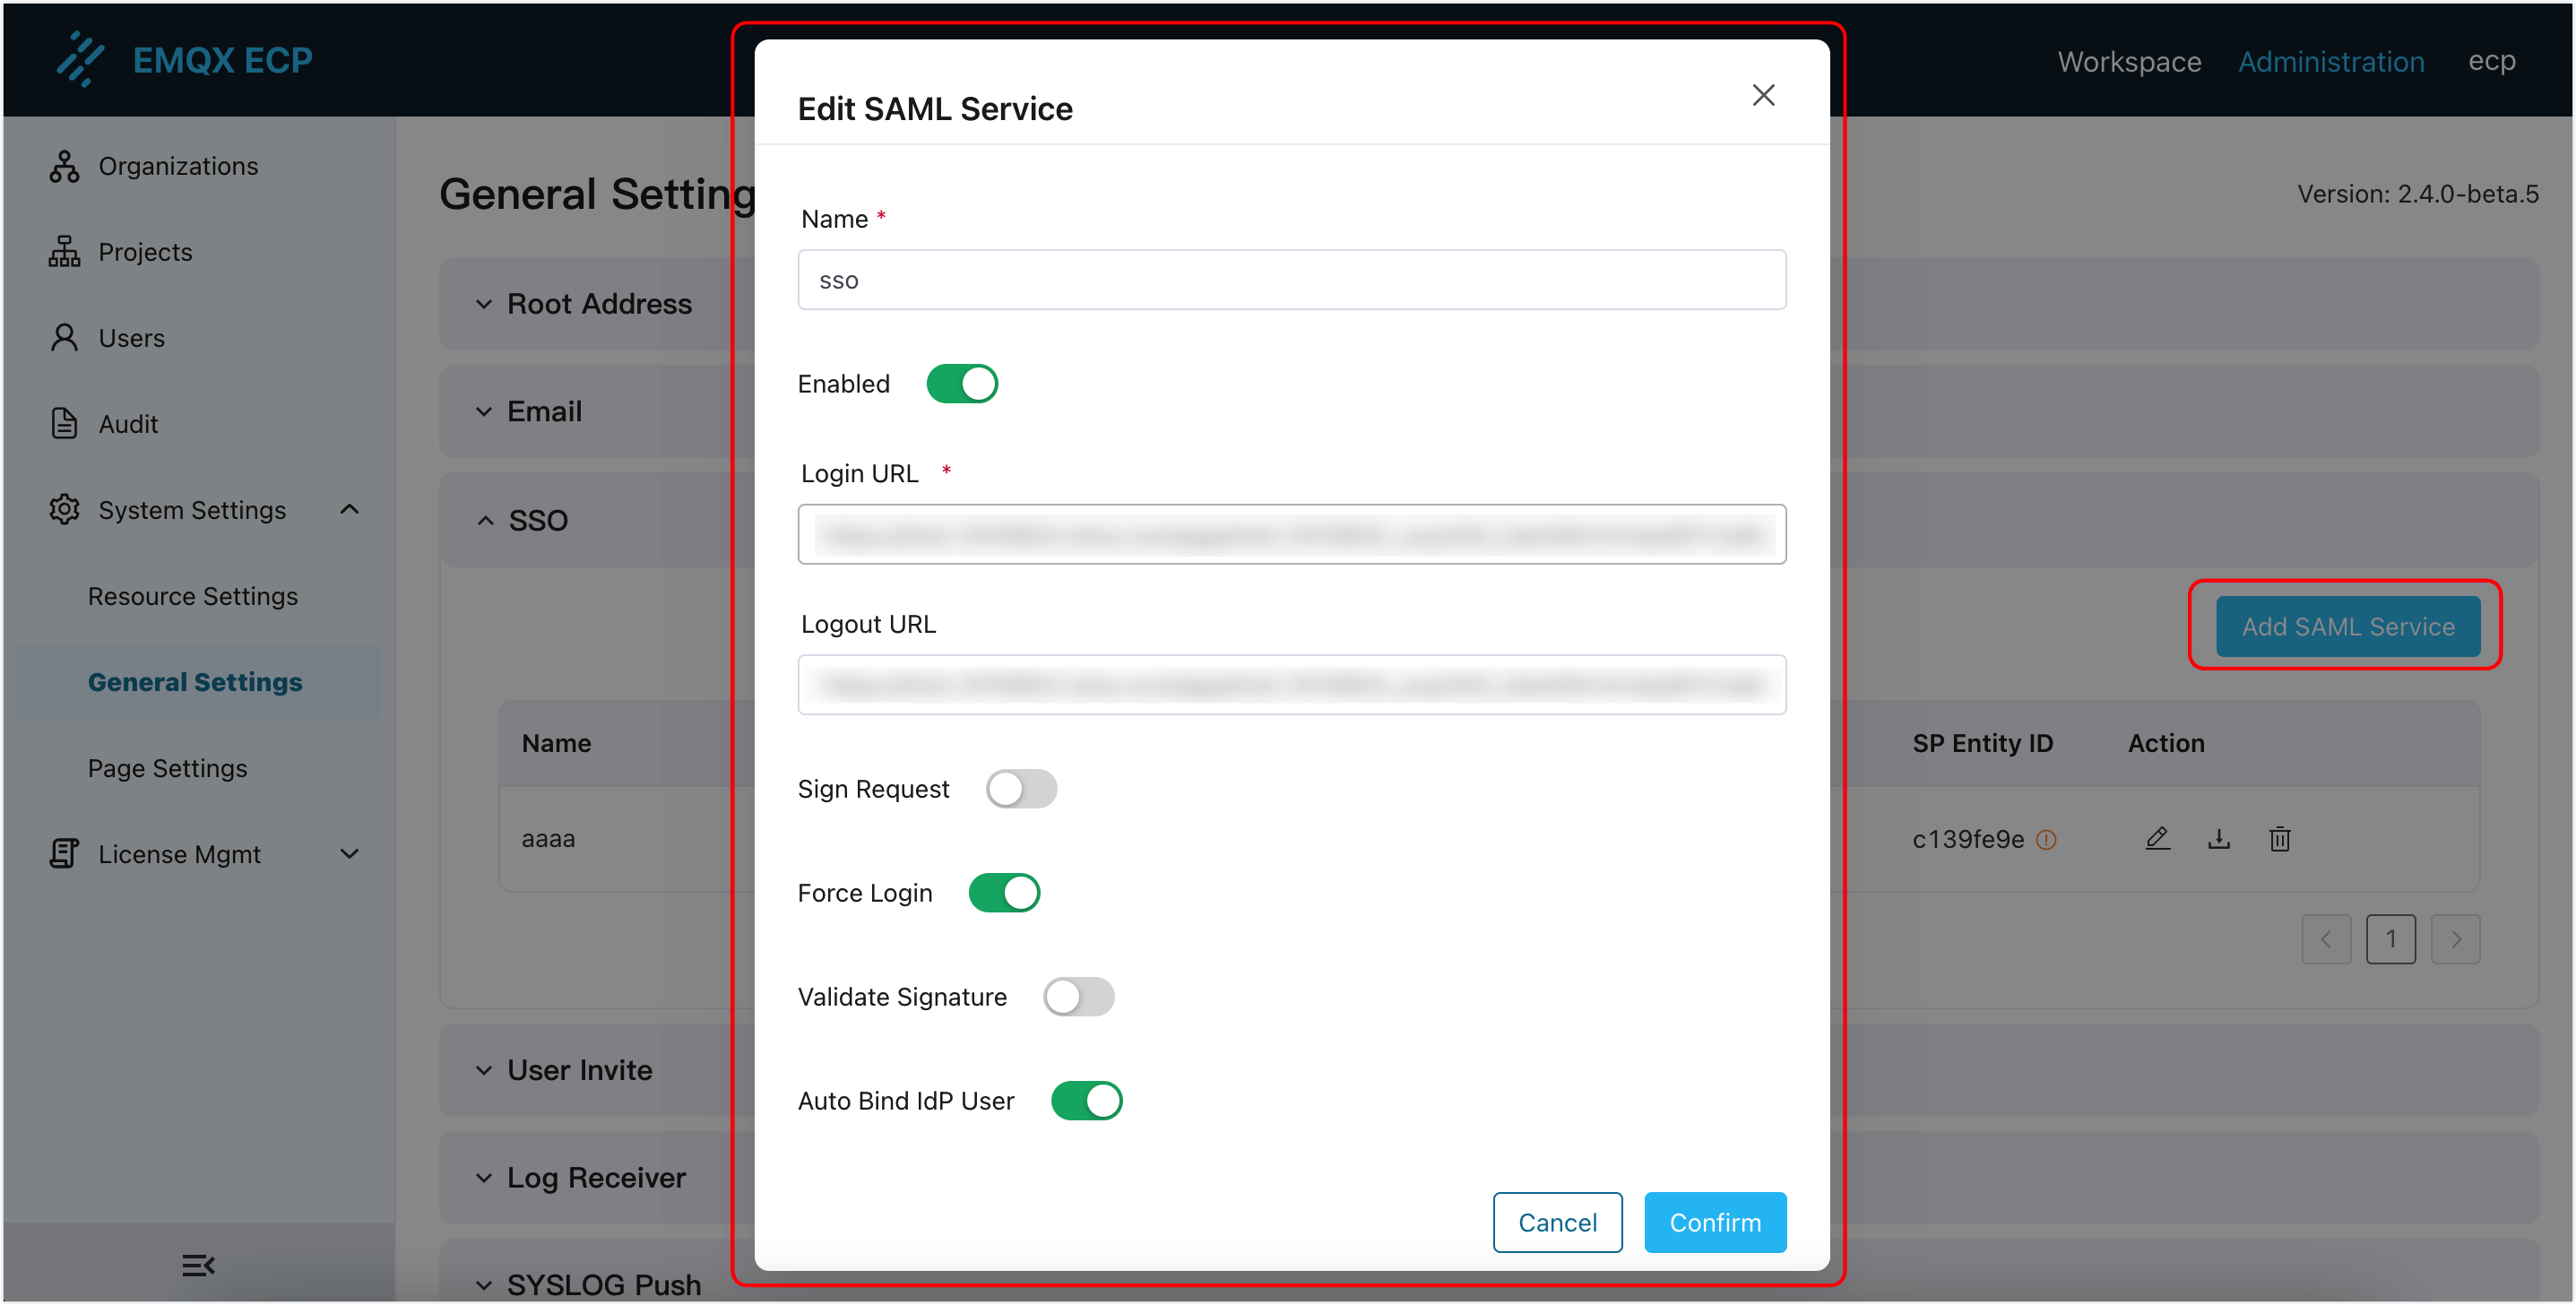 EMQX ECP
Workspace
Administration
ecp
Organizations
Projects
Users
Audit
System Settings
Resource Settings
General Settings
Page Settings
License Mgmt
General Setting
Version: 2.4.0-beta.5
Root Address
Email
SSO
Add SAML Service
Name
SP Entity ID
Action
aaaa
c139fe9e
1
User Invite
Log Receiver
SYSLOG Push
Edit SAML Service
Name *
sso
Enabled
Login URL *
Logout URL
Sign Request
Force Login
Validate Signature
Auto Bind IdP User
Cancel
Confirm